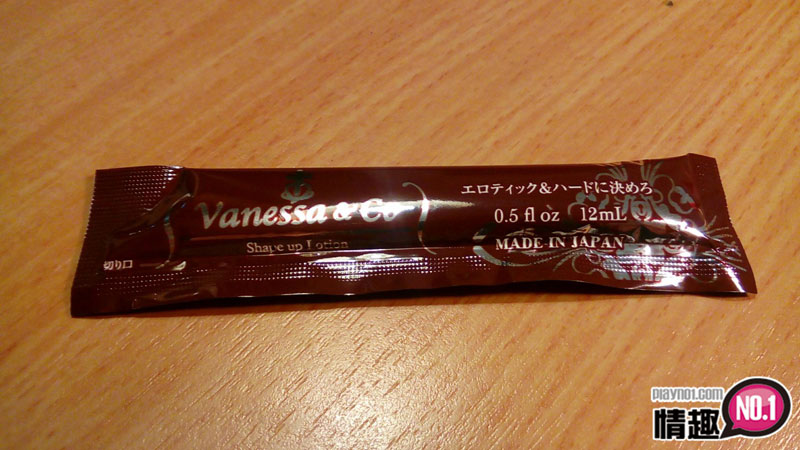 Vanessa & Co
Shape up Lotion
切り口
エロティック&ハードに決めろ
0.5 fl oz 12mL
MADE IN JAPAN
playno1.com
情趣 NO.1